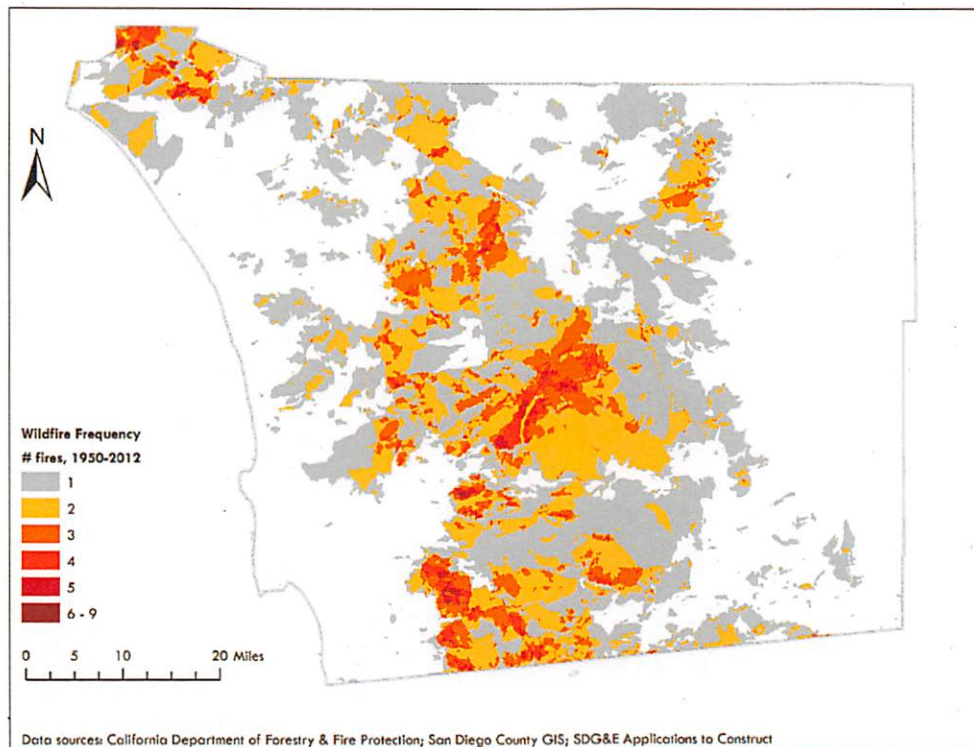 N
Wildfire Frequency
# fires, 1950-2012
1
2
3
4
5
6 - 9
0 5 10 20 Miles
Data sources: California Department of Forestry & Fire Protection; San Diego County GIS; SDG&E Applications to Construct